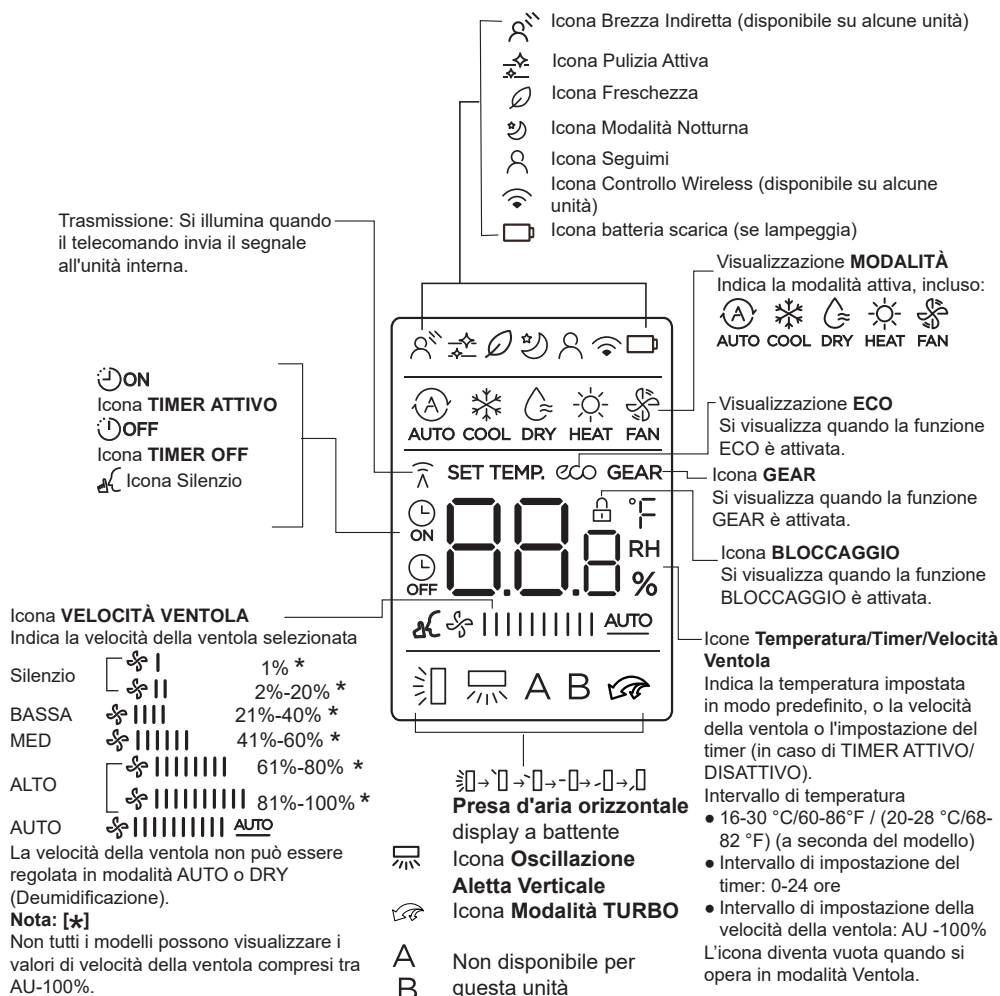 Icona Brezza Indiretta (disponibile su alcune unità)
Icona Pulizia Attiva
Icona Freschezza
Icona Modalità Notturna
Icona Seguimi
Icona Controllo Wireless (disponibile su alcune
unità)
Icona batteria scarica (se lampeggia)
Trasmissione: Si illumina quando
il telecomando invia il segnale
all'unità interna.
Visualizzazione MODALITÀ
Indica la modalità attiva, incluso:
A
AUTO COOL DRY HEAT FAN
ON
Icona TIMER ATTIVO
OFF
Icona TIMER OFF
Icona Silenzio
A
AUTO COOL DRY HEAT FAN
SET TEMP. eco GEAR
ON
88.8
°F
OFF
RH
%
AUTO
A B
Visualizzazione ECO
Si visualizza quando la funzione
ECO è attivata.
Icona GEAR
Si visualizza quando la funzione
GEAR è attivata.
Icona BLOCCAGGIO
Si visualizza quando la funzione
BLOCCAGGIO è attivata.
Icona VELOCITÀ VENTOLA
Indica la velocità della ventola selezionata
Silenzio
1% *
2%-20% *
BASSA 21%-40% *
MED 41%-60% *
ALTO
61%-80% *
81%-100% *
AUTO AUTO
La velocità della ventola non può essere
regolata in modalità AUTO o DRY
(Deumidificazione).
Nota: [*]
Non tutti i modelli possono visualizzare i
valori di velocità della ventola compresi tra
AU-100%.
Presa d'aria orizzontale
display a battente
Icona Oscillazione
Aletta Verticale
Icona Modalità TURBO
A Non disponibile per
B questa unità
Icone Temperatura/Timer/Velocità
Ventola
Indica la temperatura impostata
in modo predefinito, o la velocità
della ventola o l'impostazione del
timer (in caso di TIMER ATTIVO/
DISATTIVO).
Intervallo di temperatura
● 16-30 °C/60-86°F / (20-28 °C/68-
82 °F) (a seconda del modello)
● Intervallo di impostazione del
timer: 0-24 ore
● Intervallo di impostazione della
velocità della ventola: AU -100%
L’icona diventa vuota quando si
opera in modalità Ventola.